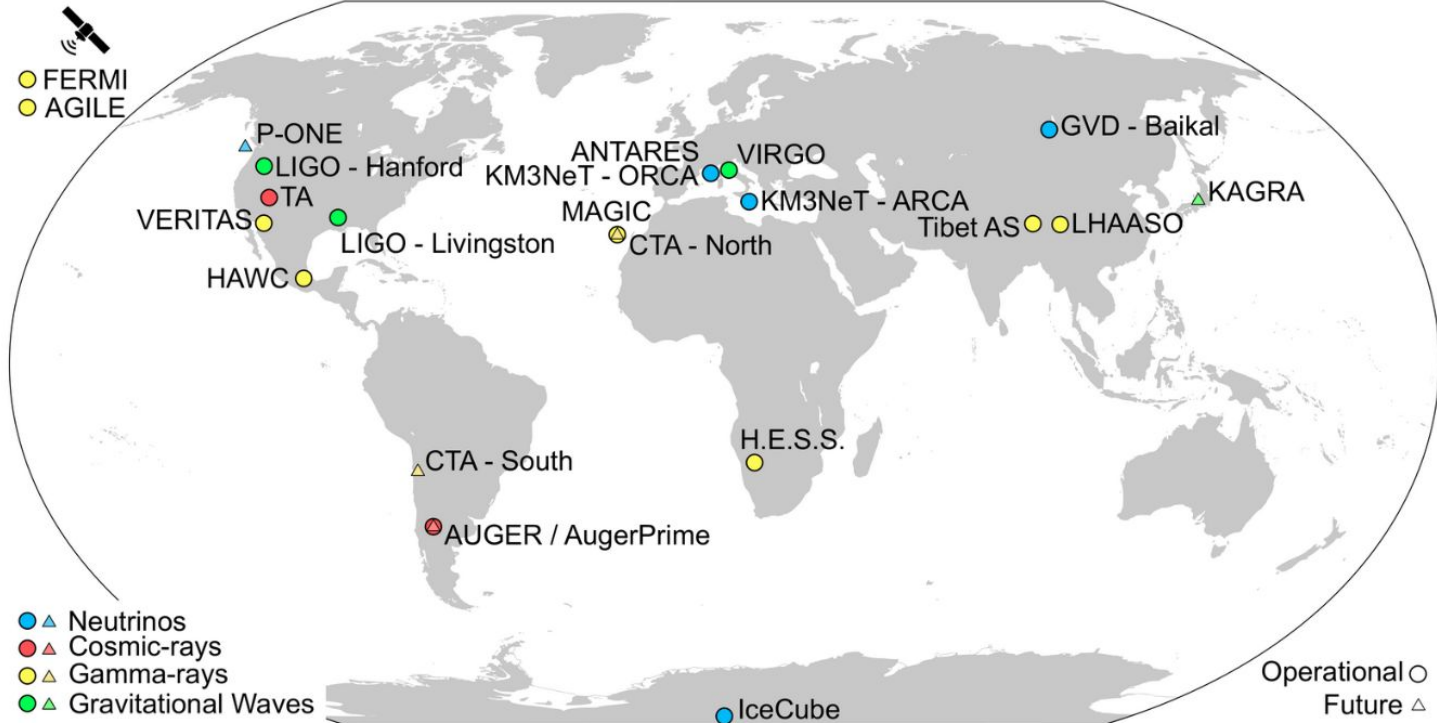 FERMI
AGILE
P-ONE
LIGO - Hanford
TA
VERITAS
LIGO - Livingston
HAWC
ANTARES
KM3NeT - ORCA
VIRGO
KM3NeT - ARCA
MAGIC
CTA - North
GVD - Baikal
KAGRA
Tibet AS
LHAASO
H.E.S.S.
CTA - South
AUGER / AugerPrime
Neutrinos
Cosmic-rays
Gamma-rays
Gravitational Waves
IceCube
Operational
Future